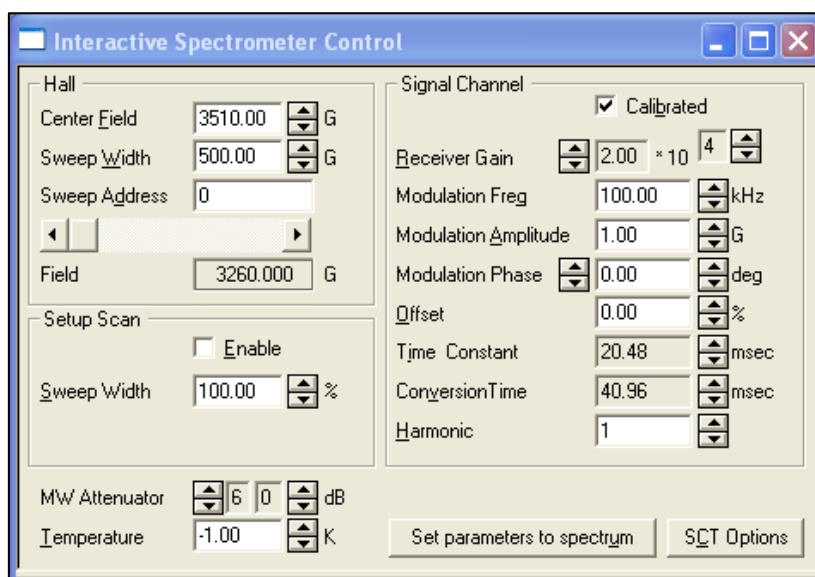 Interactive Spectrometer Control
Hall
Center Field 3510.00 G
Sweep Width 500.00 G
Sweep Address 0
Field 3260.000 G
Setup Scan
Enable
Sweep Width 100.00 %
MW Attenuator 6 0 dB
Temperature -1.00 K
Signal Channel
Calibrated
Receiver Gain 2.00 * 10 4
Modulation Freg 100.00 kHz
Modulation Amplitude 1.00 G
Modulation Phase 0.00 deg
Offset 0.00 %
Time Constant 20.48 msec
ConversionTime 40.96 msec
Harmonic 1
Set parameters to spectrum
SCT Options